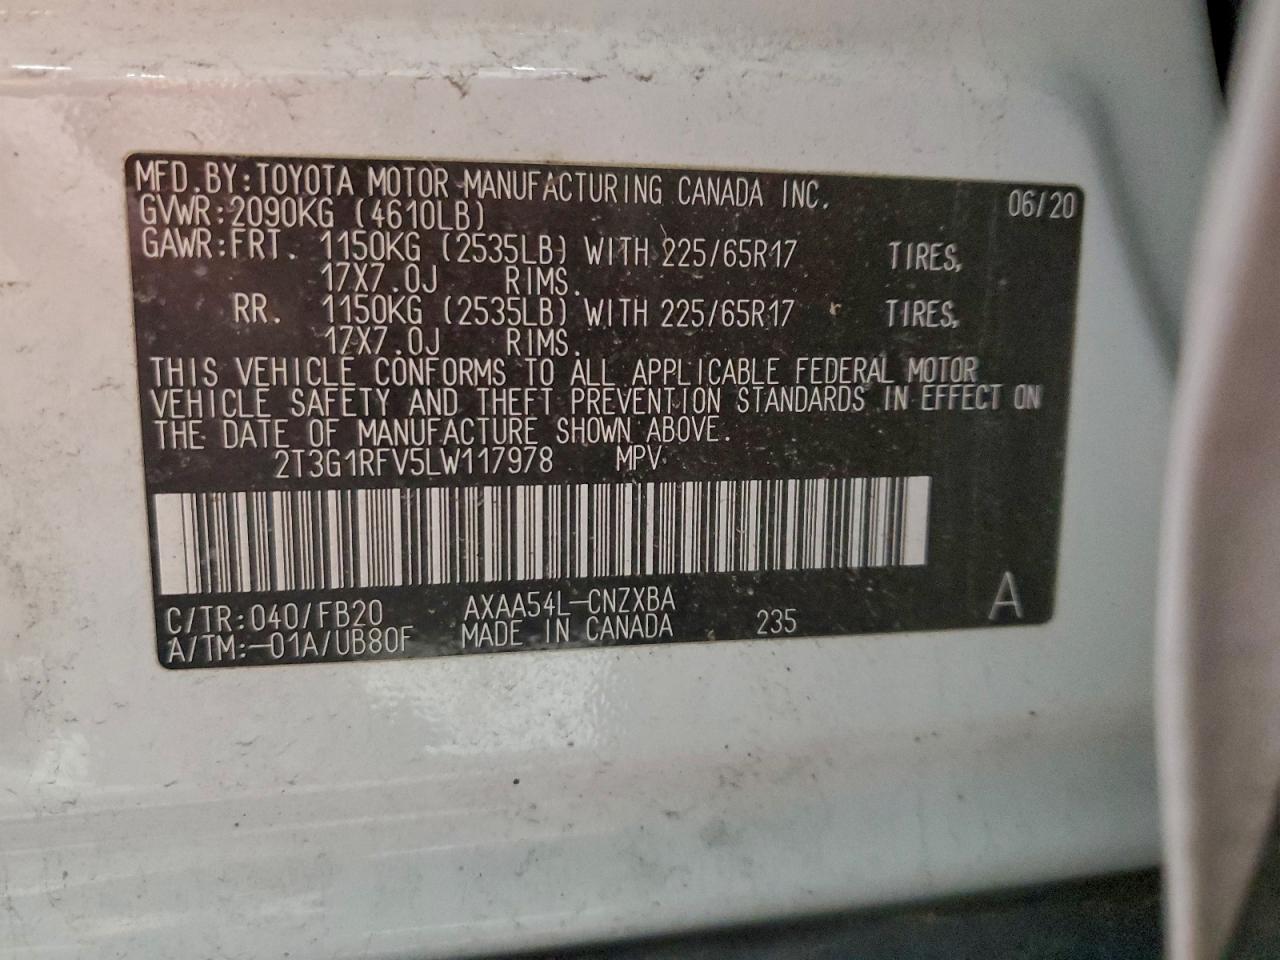 MFD.BY:TOYOTA MOTOR MANUFACTURING CANADA INC. 06/20
GVWR:2090KG (4610LB)
GAWR:FRT. 1150KG (2535LB) WITH 225/65R17 TIRES,
17X7.0J RIMS.
RR. 1150KG (2535LB) WITH 225/65R17 TIRES,
17X7.0J RIMS.
THIS VEHICLE CONFORMS TO ALL APPLICABLE FEDERAL MOTOR
VEHICLE SAFETY AND THEFT PREVENTION STANDARDS IN EFFECT ON
THE DATE OF MANUFACTURE SHOWN ABOVE.
2T3G1RFV5LW117978 MPV
C/TR:040/FB20 AXAA54L-CNZXBA A
A/TM:-01A/UB80F MADE IN CANADA 235